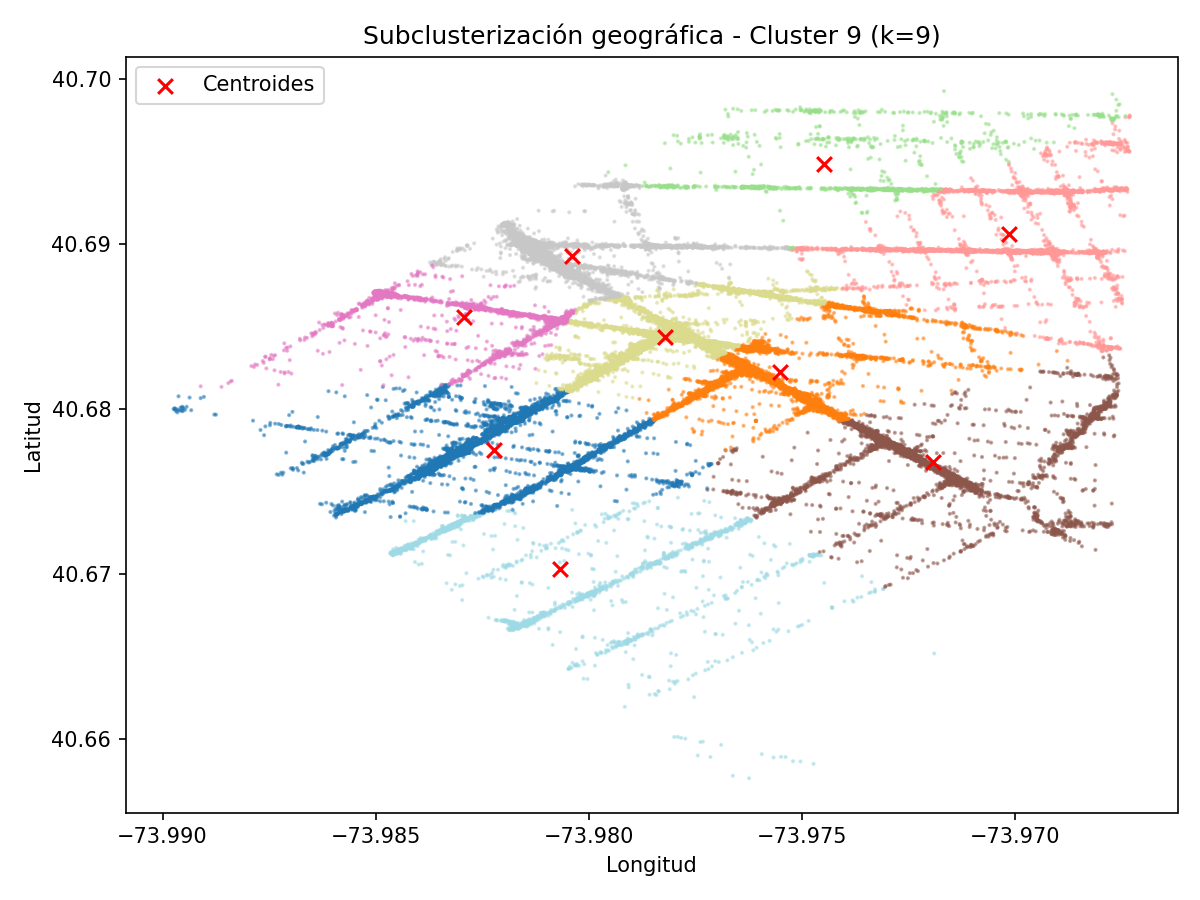 Subclusterización geográfica - Cluster 9 (k=9)
Centroides
40.70
40.69
40.68
40.67
40.66
Latitud
−73.990 −73.985 −73.980 −73.975 −73.970
Longitud